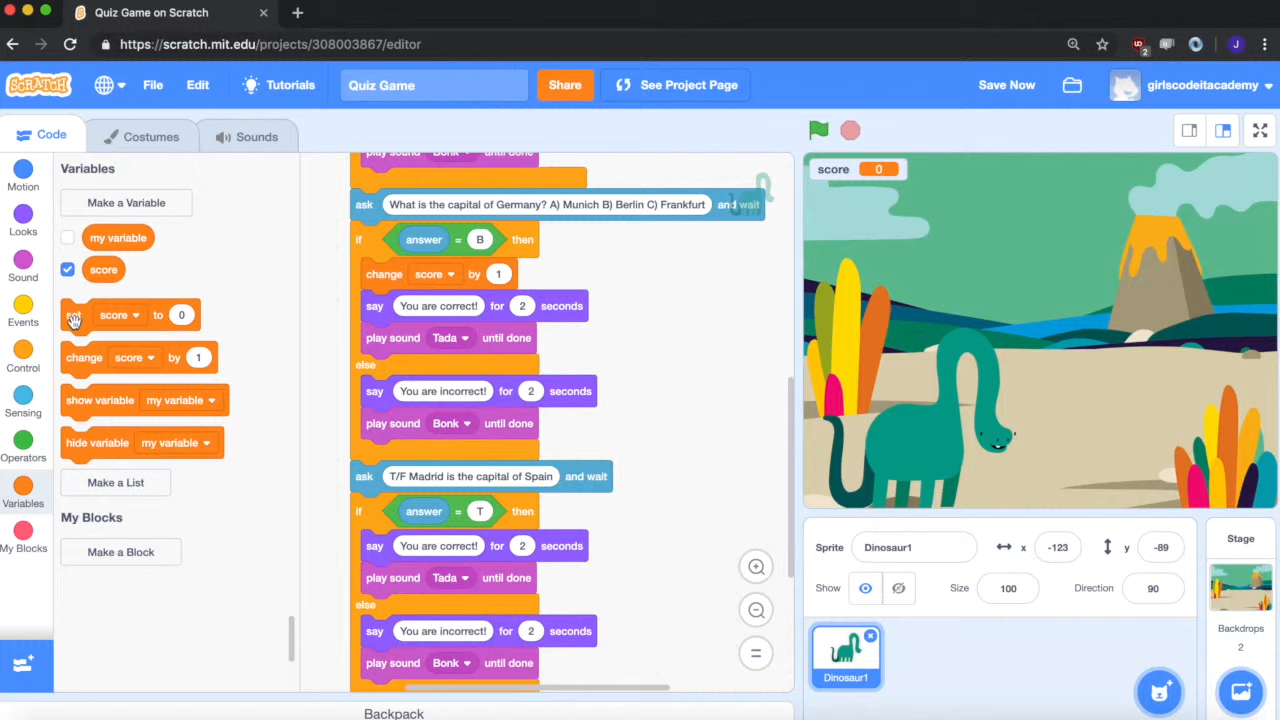 Quiz Game on Scratch
https://scratch.mit.edu/projects/308003867/editor
2
J
SCRATCH
File
Edit
Tutorials
Quiz Game
Share
See Project Page
Save Now
girlscodeitacademy
Code
Costumes
Sounds
Motion
Looks
Sound
Events
Control
Sensing
Operators
Variables
My Blocks
Variables
Make a Variable
my variable
score
set score to 0
change score by 1
show variable my variable
hide variable my variable
Make a List
My Blocks
Make a Block
play sound Bonk until done
ask What is the capital of Germany? A) Munich B) Berlin C) Frankfurt and wait
if answer = B then
change score by 1
say You are correct! for 2 seconds
play sound Tada until done
else
say You are incorrect! for 2 seconds
play sound Bonk until done
ask T/F Madrid is the capital of Spain and wait
if answer = T then
say You are correct! for 2 seconds
play sound Tada until done
else
say You are incorrect! for 2 seconds
play sound Bonk until done
Backpack
score 0
Sprite Dinosaur1 x -123 y -89
Show Size 100 Direction 90
Dinosaur1
Stage
Backdrops
2